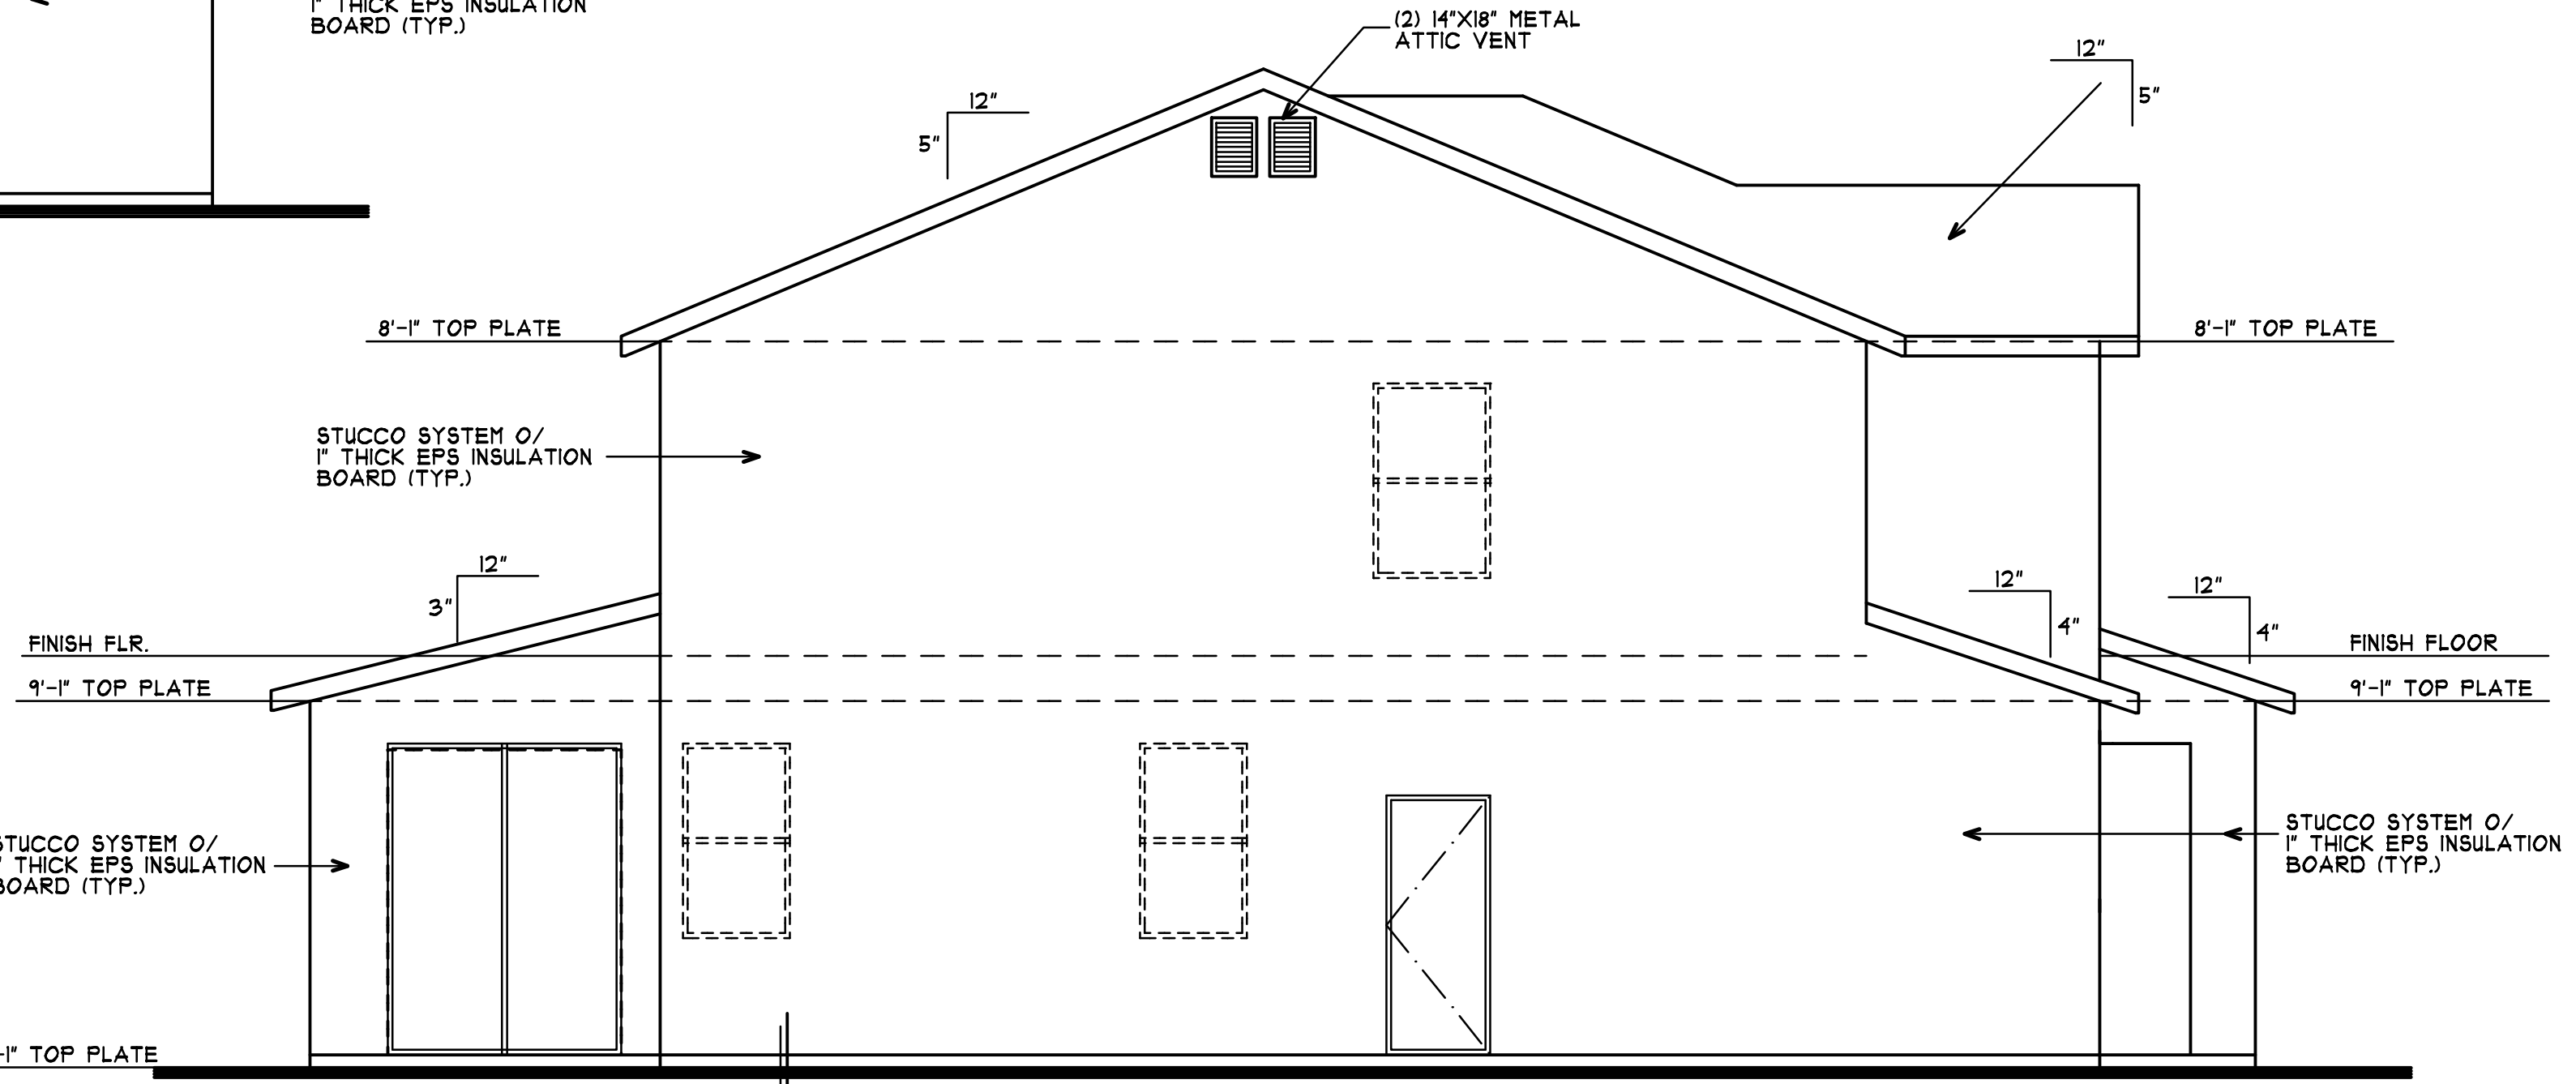 1" THICK EPS INSULATION
BOARD (TYP.)
(2) 14"X18" METAL
ATTIC VENT
12"
5"
12"
5"
8'-1" TOP PLATE
8'-1" TOP PLATE
STUCCO SYSTEM O/
1" THICK EPS INSULATION
BOARD (TYP.)
12"
3"
12"
4"
12"
4"
FINISH FLR.
FINISH FLOOR
9'-1" TOP PLATE
9'-1" TOP PLATE
STUCCO SYSTEM O/
" THICK EPS INSULATION
BOARD (TYP.)
STUCCO SYSTEM O/
1" THICK EPS INSULATION
BOARD (TYP.)
-1" TOP PLATE